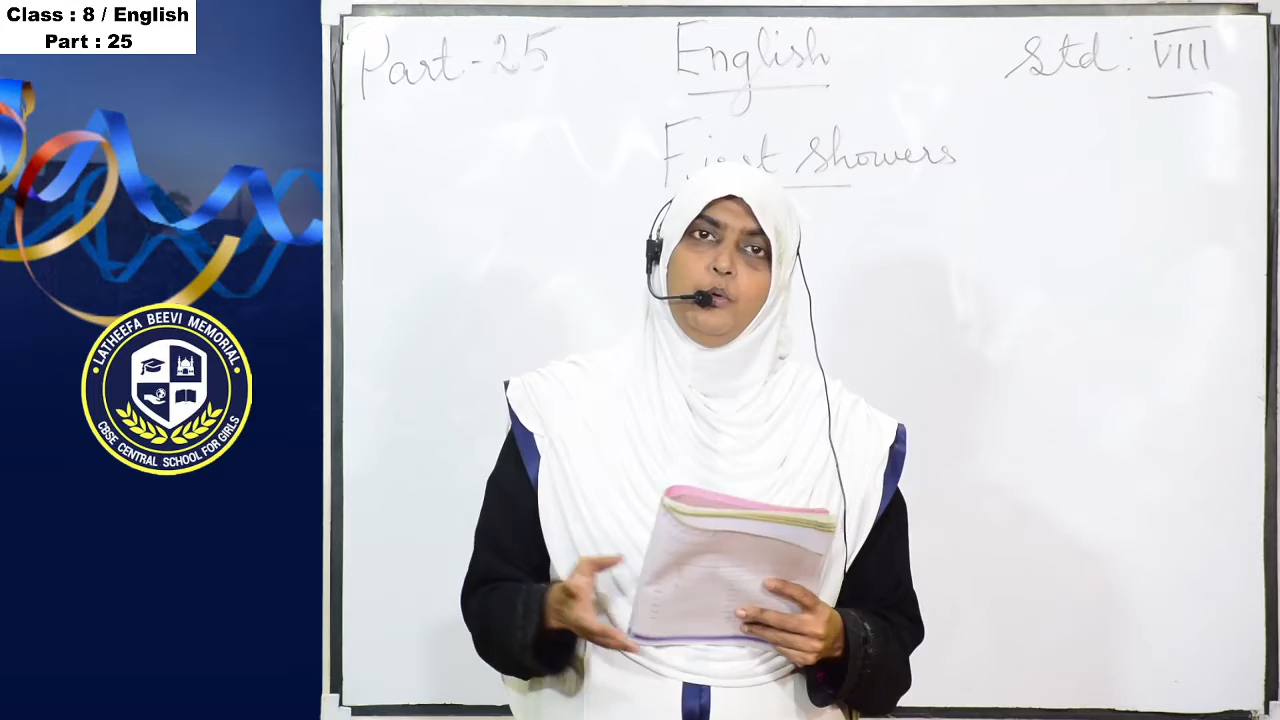 Class : 8 / English
Part : 25
Part - 25
English
Std : VIII
First Showers
LATHEEFA BEEVI MEMORIAL
CBSE CENTRAL SCHOOL FOR GIRLS